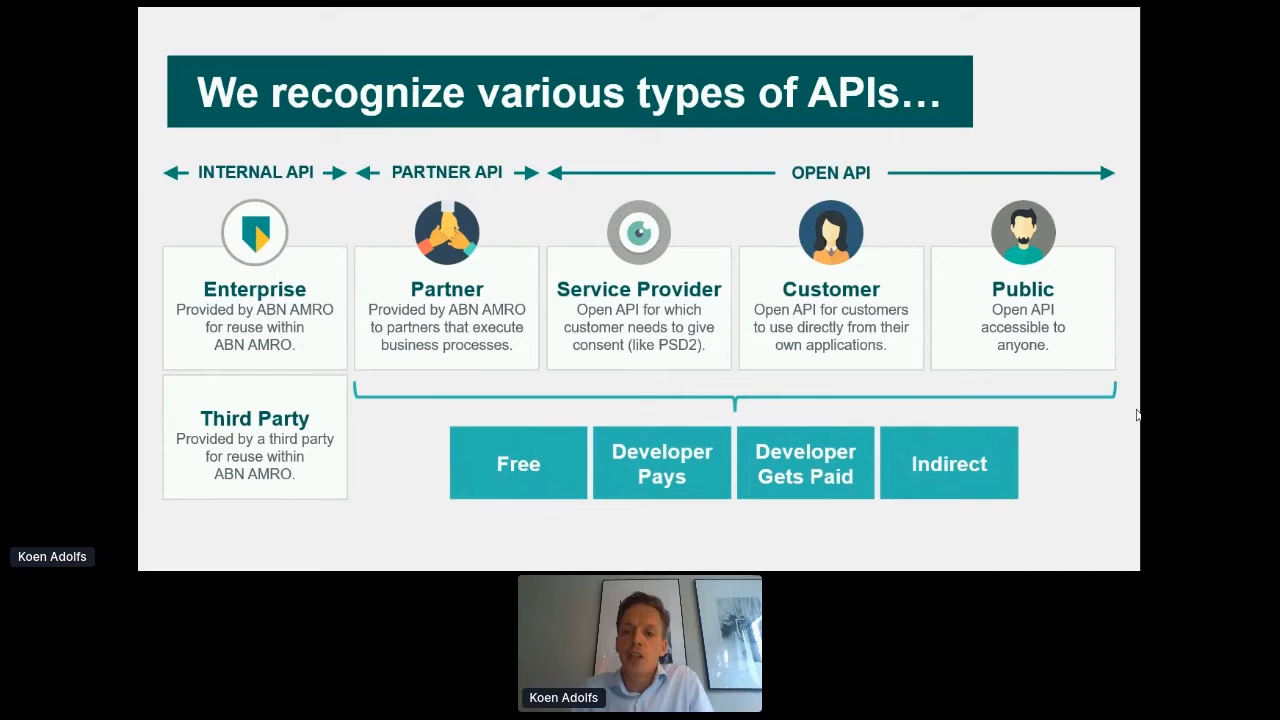 We recognize various types of APIs...
INTERNAL API
PARTNER API
OPEN API
Enterprise
Provided by ABN AMRO
for reuse within
ABN AMRO.
Partner
Provided by ABN AMRO
to partners that execute
business processes.
Service Provider
Open API for which
customer needs to give
consent (like PSD2).
Customer
Open API for customers
to use directly from their
own applications.
Public
Open API
accessible to
anyone.
Third Party
Provided by a third party
for reuse within
ABN AMRO.
Free
Developer
Pays
Developer
Gets Paid
Indirect
Koen Adolfs
Koen Adolfs